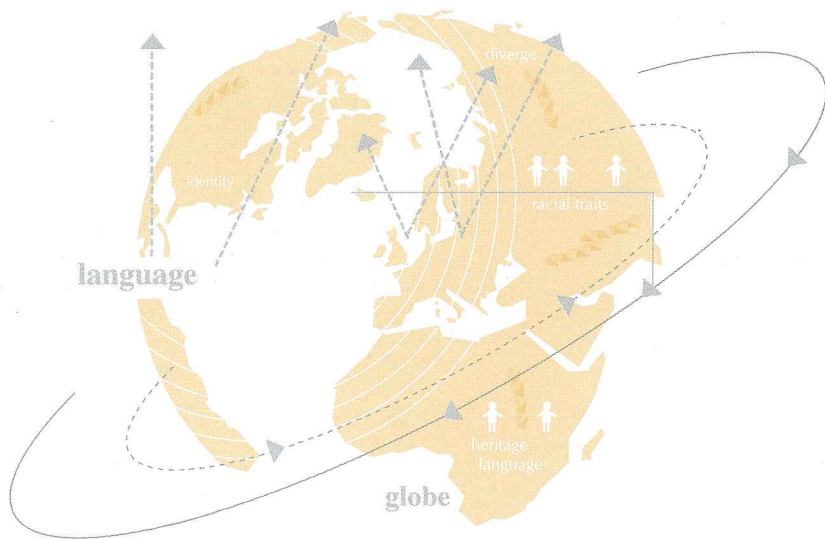 diverge
identity
racial traits
language
heritage
language
globe